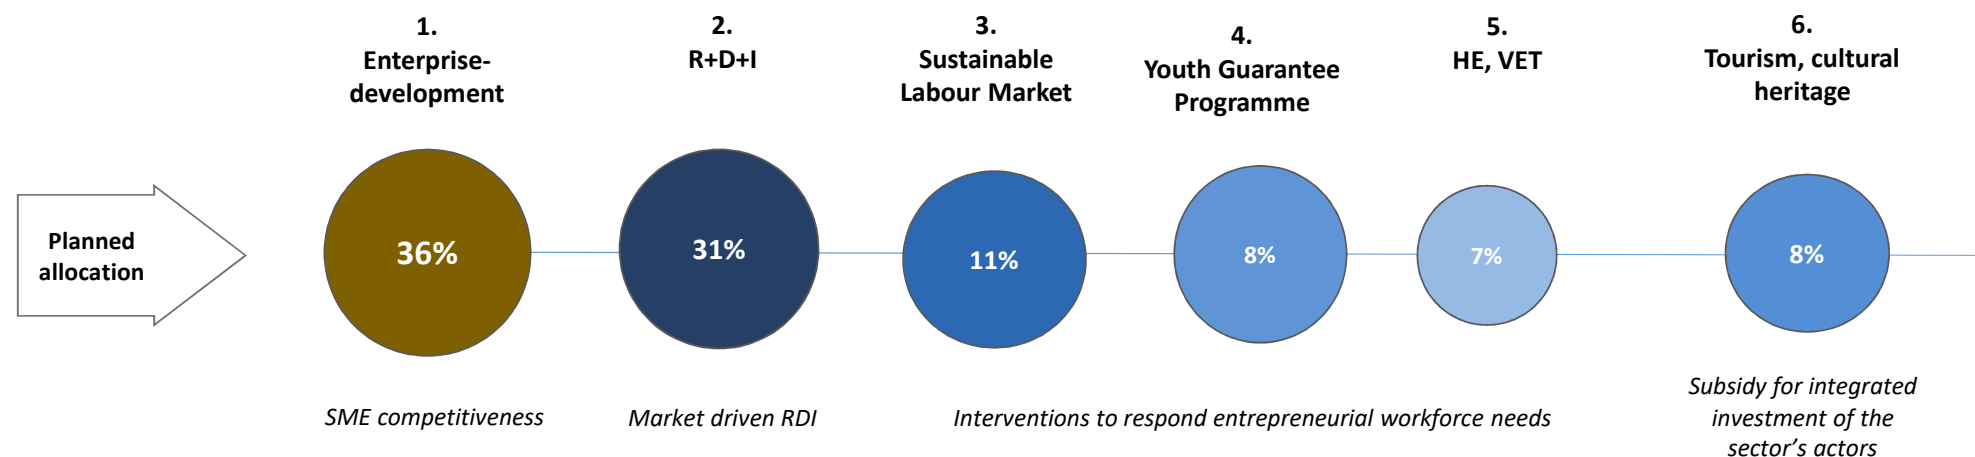 1.
Enterprise-
development
2.
R+D+I
3.
Sustainable
Labour Market
4.
Youth Guarantee
Programme
5.
HE, VET
6.
Tourism, cultural
heritage
Planned
allocation
36%
31%
11%
8%
7%
8%
SME competitiveness
Market driven RDI
Interventions to respond entrepreneurial workforce needs
Subsidy for integrated
investment of the
sector's actors